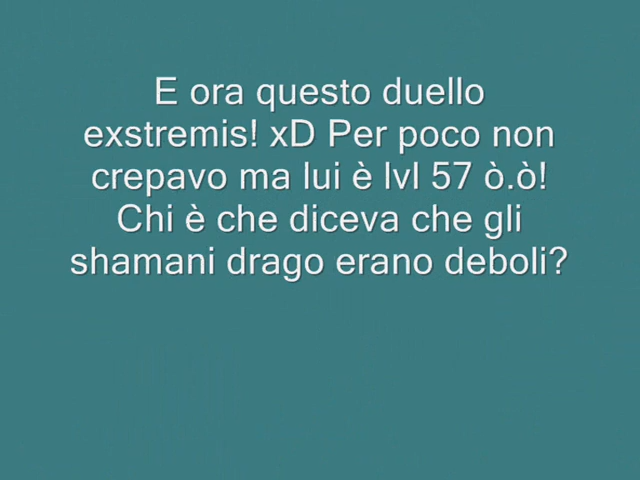 E ora questo duello
exstremis! xD Per poco non
crepavo ma lui è lvl 57 ò.ò!
Chi è che diceva che gli
shamani drago erano deboli?